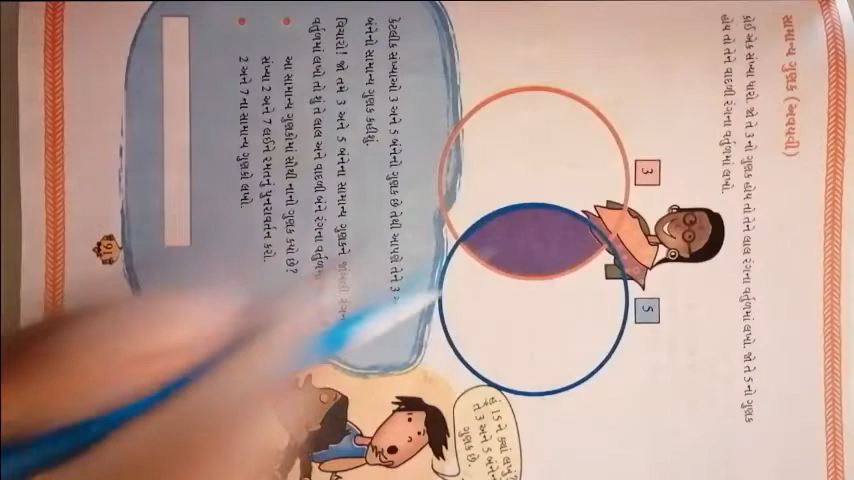 સામાન્ય ગુણક (અવયવી)
કોઈ એક સંખ્યા ધારો. જો તે 3 નો ગુણક હોય તો તેને લાલ રંગના વર્તુળમાં લખો. જો તે 5 નો ગુણક
હોય તો તેને વાદળી રંગના વર્તુળમાં લખો.
3
5
શું 15 ને ક્યાં લખું?
તે 3 અને 5 બંનેનો
ગુણક છે.
કેટલીક સંખ્યાઓ 3 અને 5 બંનેનો ગુણક છે તેથી આપણે તેને 3 અ
બંનેનો સામાન્ય ગુણક કહીશું.
વિચારો! જો તમે 3 અને 5 બંનેના સામાન્ય ગુણકને જાંબલી રંગના
વર્તુળમાં લખો તો શું તે લાલ અને વાદળી બંને રંગના વર્તુળ
આ સામાન્ય ગુણકોમાં સૌથી નાનો ગુણક કયો છે?
સંખ્યા 2 અને 7 લઈને રમતનું પુનરાવર્તન કરો.
2 અને 7 ના સામાન્ય ગુણકો લખો.
91